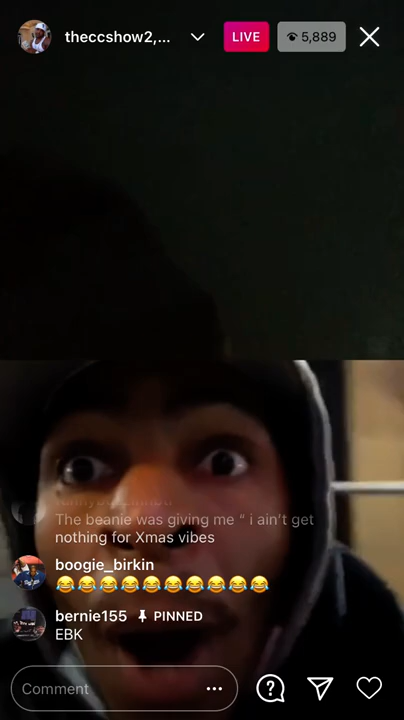 theccshow2,...
LIVE
5,889
The beanie was giving me “ i ain’t get
nothing for Xmas vibes
boogie_birkin
😂😂😂😂😂😂😂😂😂😂
bernie155 PINNED
EBK
Comment